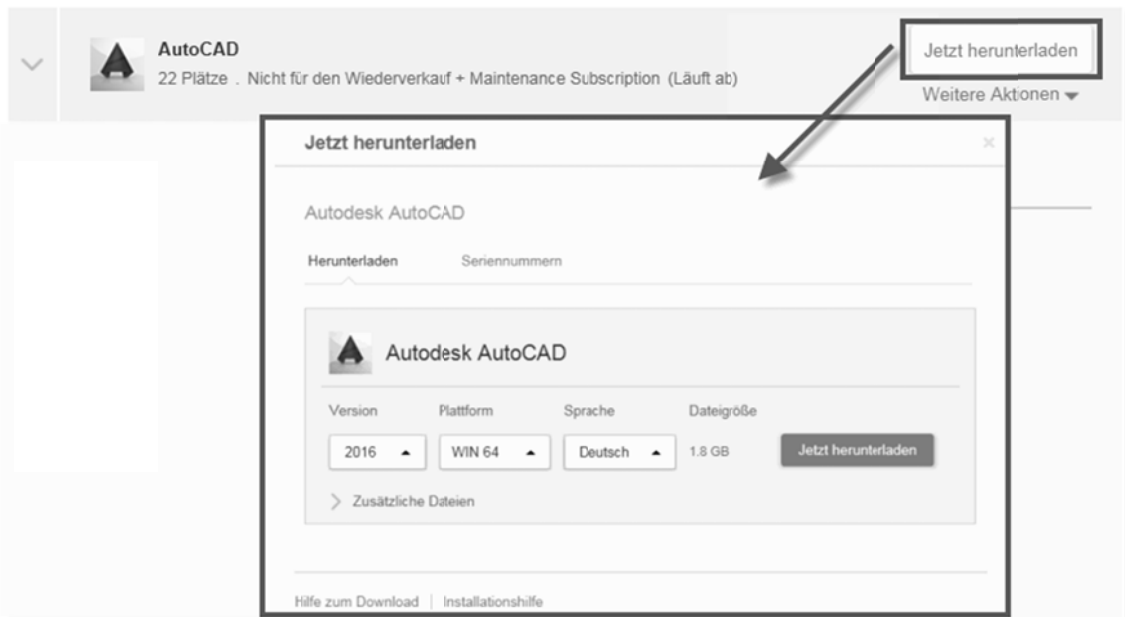 AutoCAD
22 Plätze . Nicht für den Wiederverkauf + Maintenance Subscription (Läuft ab)
Jetzt herunterladen
Weitere Aktionen
Jetzt herunterladen
×
Autodesk AutoCAD
Herunterladen Seriennummern
Autodesk AutoCAD
Version Plattform Sprache Dateigröße
2016 WIN 64 Deutsch 1.8 GB Jetzt herunterladen
Zusätzliche Dateien
Hilfe zum Download | Installationshilfe